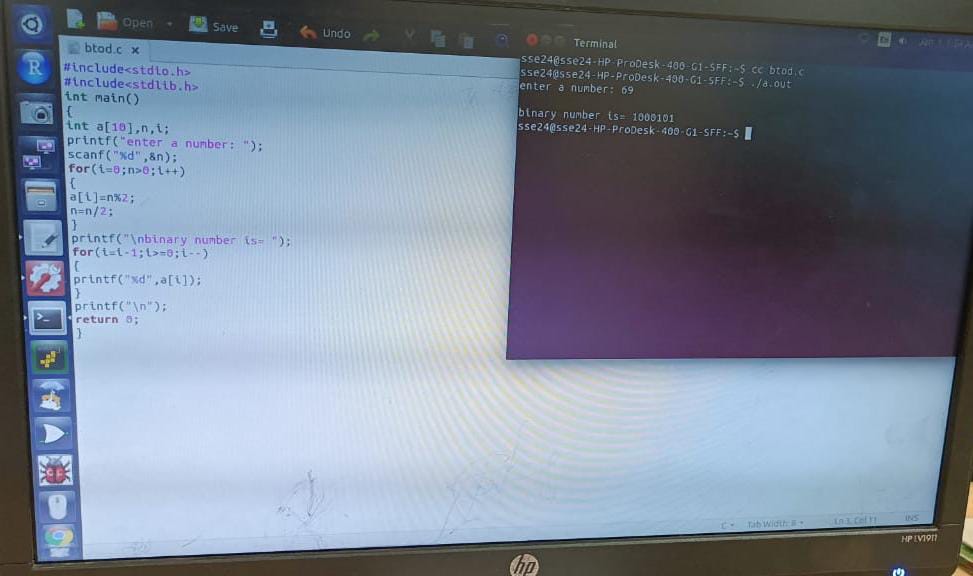 Open
Save
Undo
Terminal
En
btod.c x
#include<stdio.h>
#include<stdlib.h>
int main()
{
int a[10],n,i;
printf("enter a number: ");
scanf("%d",&n);
for(i=0;n>0;i++)
{
a[i]=n%2;
n=n/2;
}
printf("\nbinary number is= ");
for(i=i-1;i>=0;i--)
{
printf("%d",a[i]);
}
printf("\n");
return 0;
}
sse24@sse24-HP-ProDesk-400-G1-SFF:~$ cc btod.c
sse24@sse24-HP-ProDesk-400-G1-SFF:~$ ./a.out
enter a number: 69
binary number is= 1000101
sse24@sse24-HP-ProDesk-400-G1-SFF:~$
C Tab Width: 8 Ln 3, Col 11 INS
HP LV1911
hp